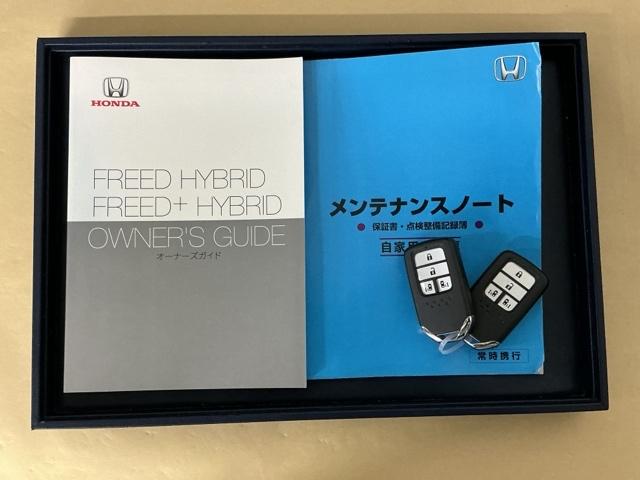 HONDA
FREED HYBRID
FREED+ HYBRID
OWNER'S GUIDE
オーナーズガイド
メンテナンスノート
保証書・点検整備記録簿
自家用
常時携行